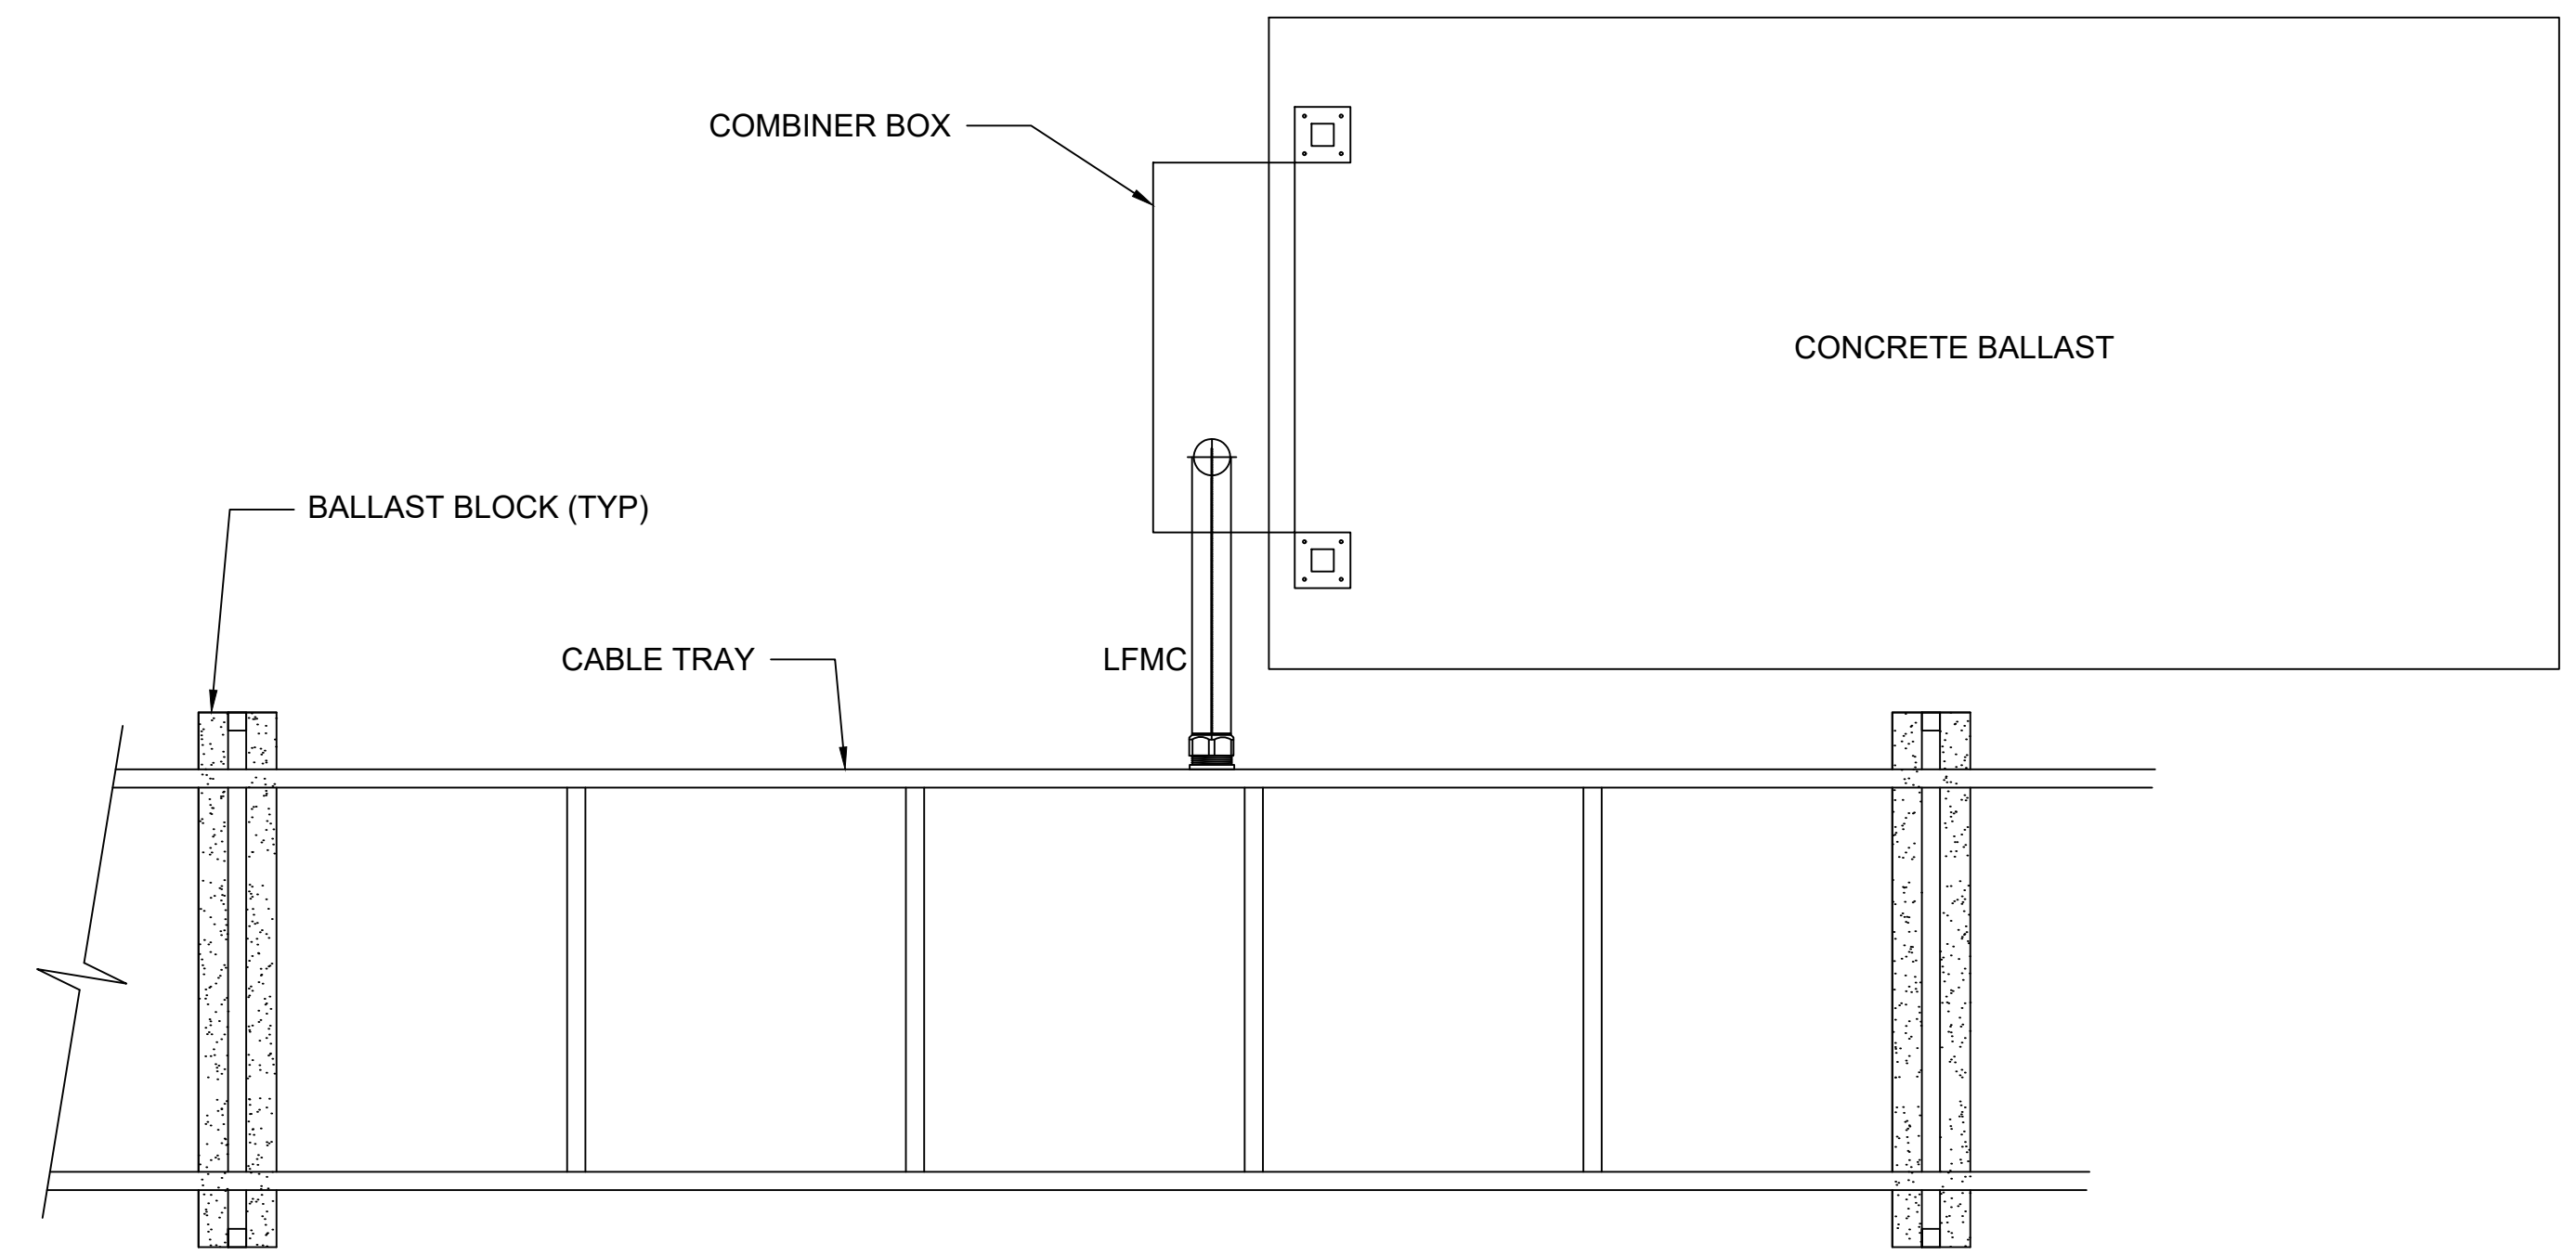 COMBINER BOX
CONCRETE BALLAST
BALLAST BLOCK (TYP)
CABLE TRAY
LFMC